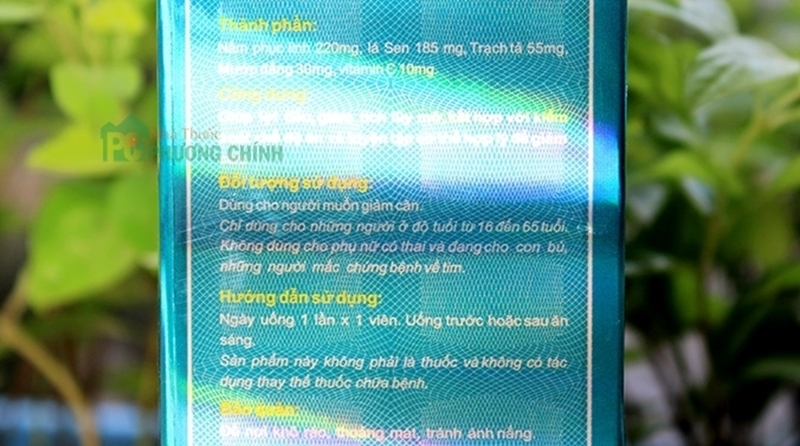 Thành phần:
Nấm phục linh 220mg, lá Sen 185 mg, Trạch tả 55mg,
Mướp đắng 30mg, vitamin C 10mg.
Công dụng:
kết hợp với kiểm
Nhà Thuốc
PHƯƠNG CHÍNH
Đối tượng sử dụng:
Dùng cho người muốn giảm cân.
Chỉ dùng cho những người ở độ tuổi từ 16 đến 65 tuổi.
Không dùng cho phụ nữ có thai và đang cho con bú,
những người mắc chứng bệnh về tim.
Hướng dẫn sử dụng:
Ngày uống 1 lần x 1 viên. Uống trước hoặc sau ăn
sáng.
Sản phẩm này không phải là thuốc và không có tác
dụng thay thế thuốc chữa bệnh.
Bảo quản:
Để nơi khô ráo, thoáng mát, tránh ánh nắng.